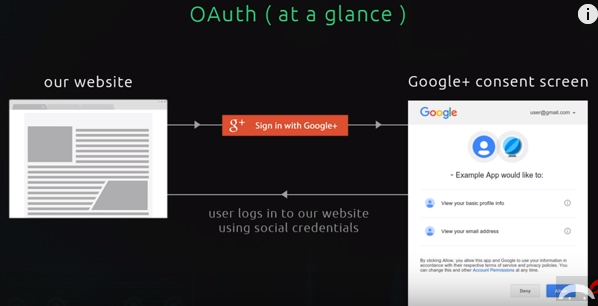 OAuth ( at a glance )
our website
Google+ consent screen
g+ Sign in with Google+
Google
user@gmail.com
- Example App would like to:
View your basic profile info
View your email address
By clicking Allow, you allow this app and Google to use your information in
accordance with their respective terms of service and privacy policies. You
can change this and other Account Permissions at any time.
Deny
user logs in to our website
using social credentials